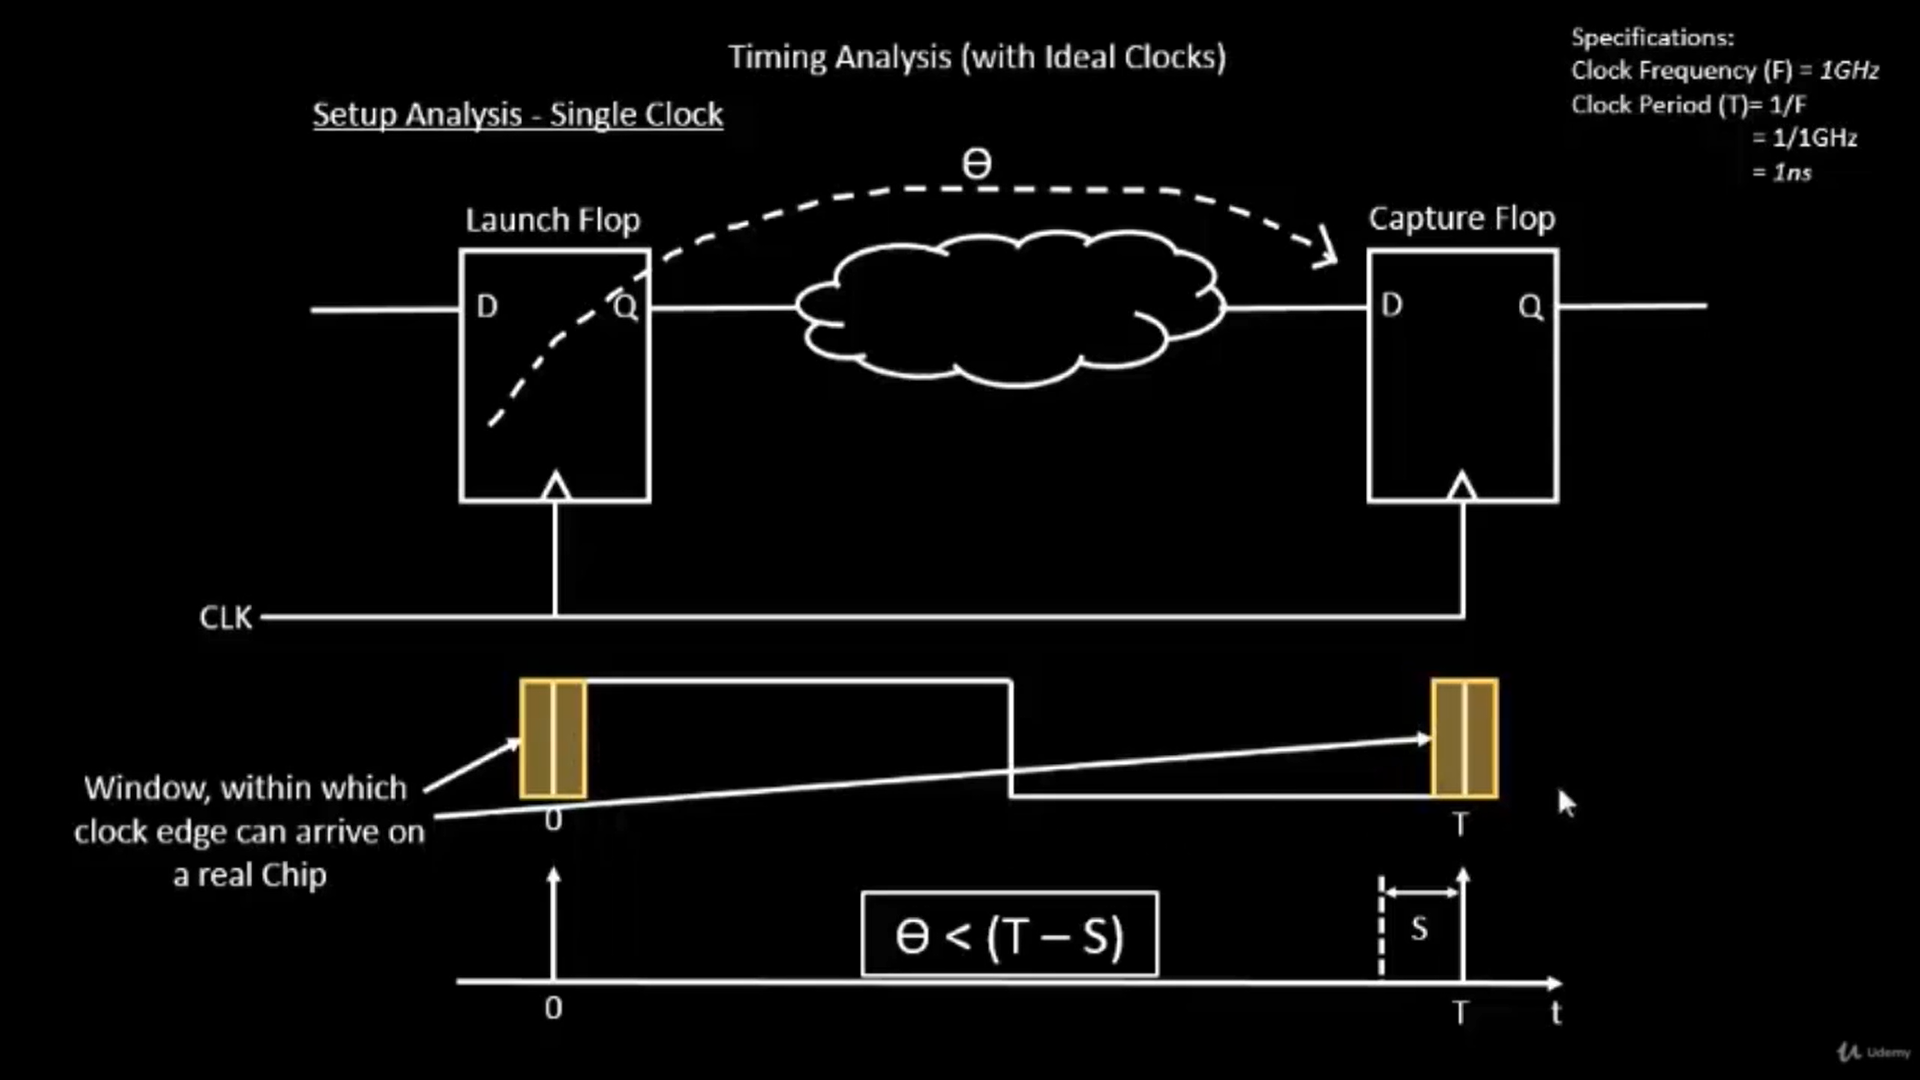 Timing Analysis (with Ideal Clocks)
Specifications:
Clock Frequency (F) = 1GHz
Clock Period (T)= 1/F
= 1/1GHz
= 1ns
Setup Analysis - Single Clock
Ө
Launch Flop
Capture Flop
D Q
D Q
CLK
Window, within which
clock edge can arrive on
a real Chip
0 T
Ө < (T – S)
S
0 T t
Udemy